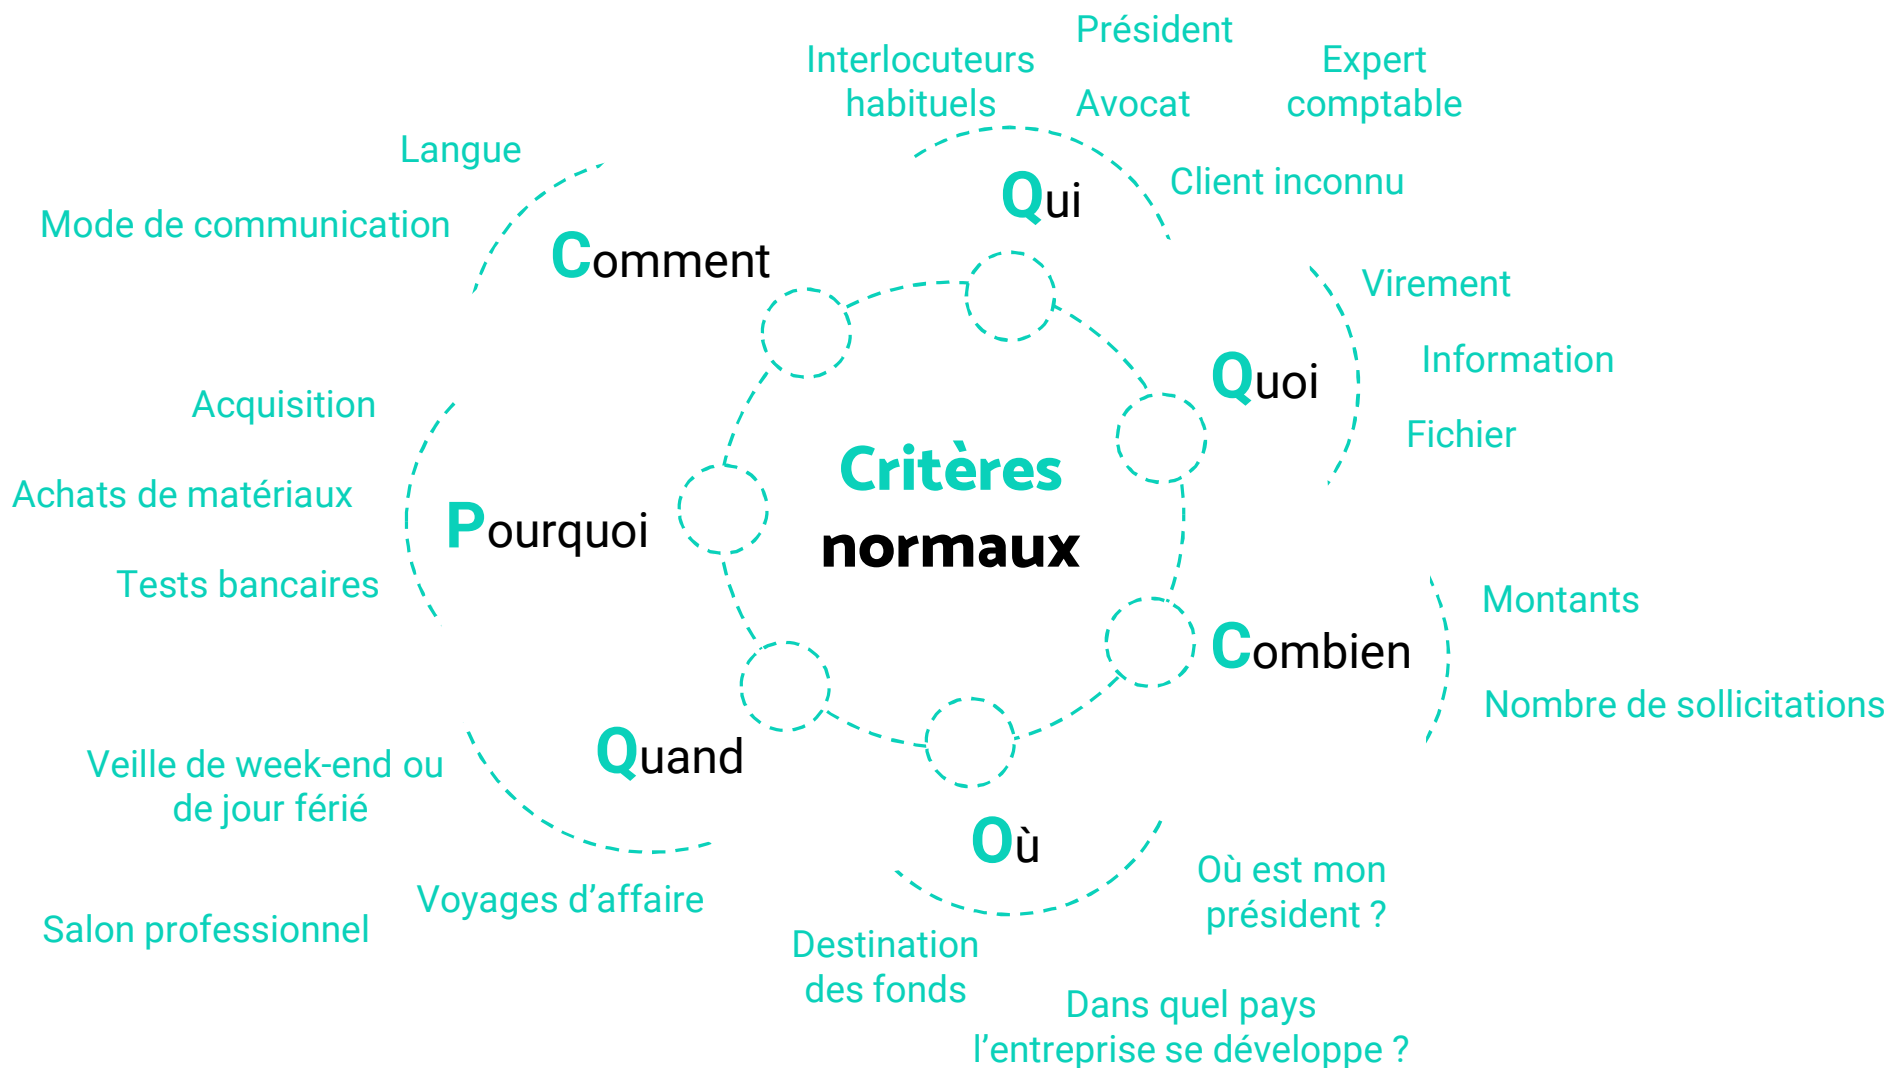 Critères
normaux
Qui
Interlocuteurs
habituels
Président
Avocat
Expert
comptable
Client inconnu
Quoi
Virement
Information
Fichier
Combien
Montants
Nombre de sollicitations
Où
Où est mon
président ?
Destination
des fonds
Dans quel pays
l’entreprise se développe ?
Quand
Veille de week-end ou
de jour férié
Voyages d’affaire
Salon professionnel
Pourquoi
Acquisition
Achats de matériaux
Tests bancaires
Comment
Langue
Mode de communication